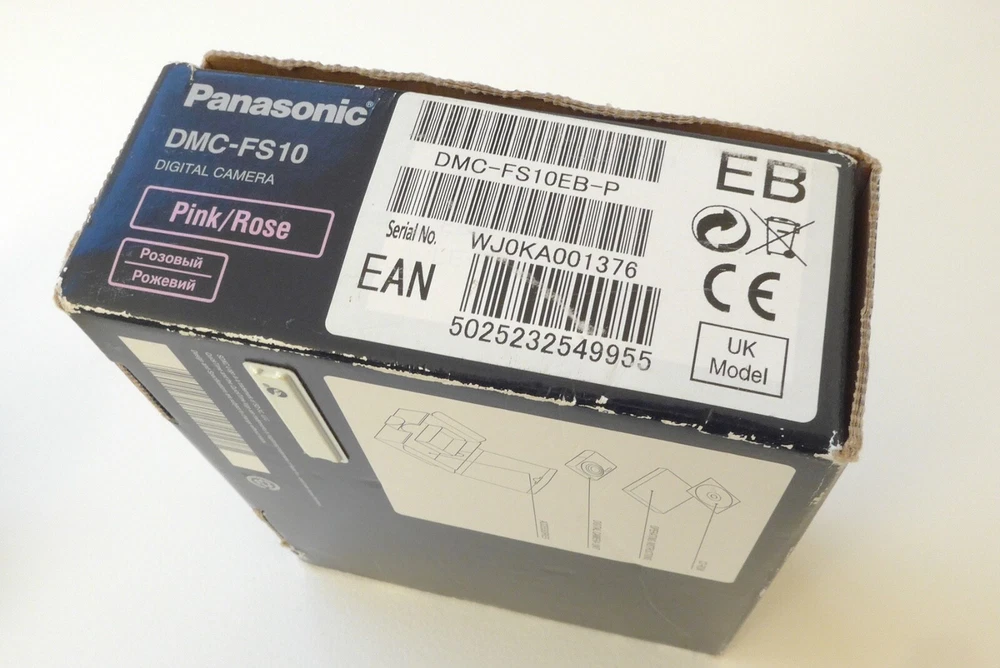 Panasonic®
DMC-FS10
DIGITAL CAMERA
Pink/Rose
Розовый
Рожевий
DMC-FS10EB-P
Serial No. WJ0KA001376
EAN
5025232549955
EB
CE
UK
Model